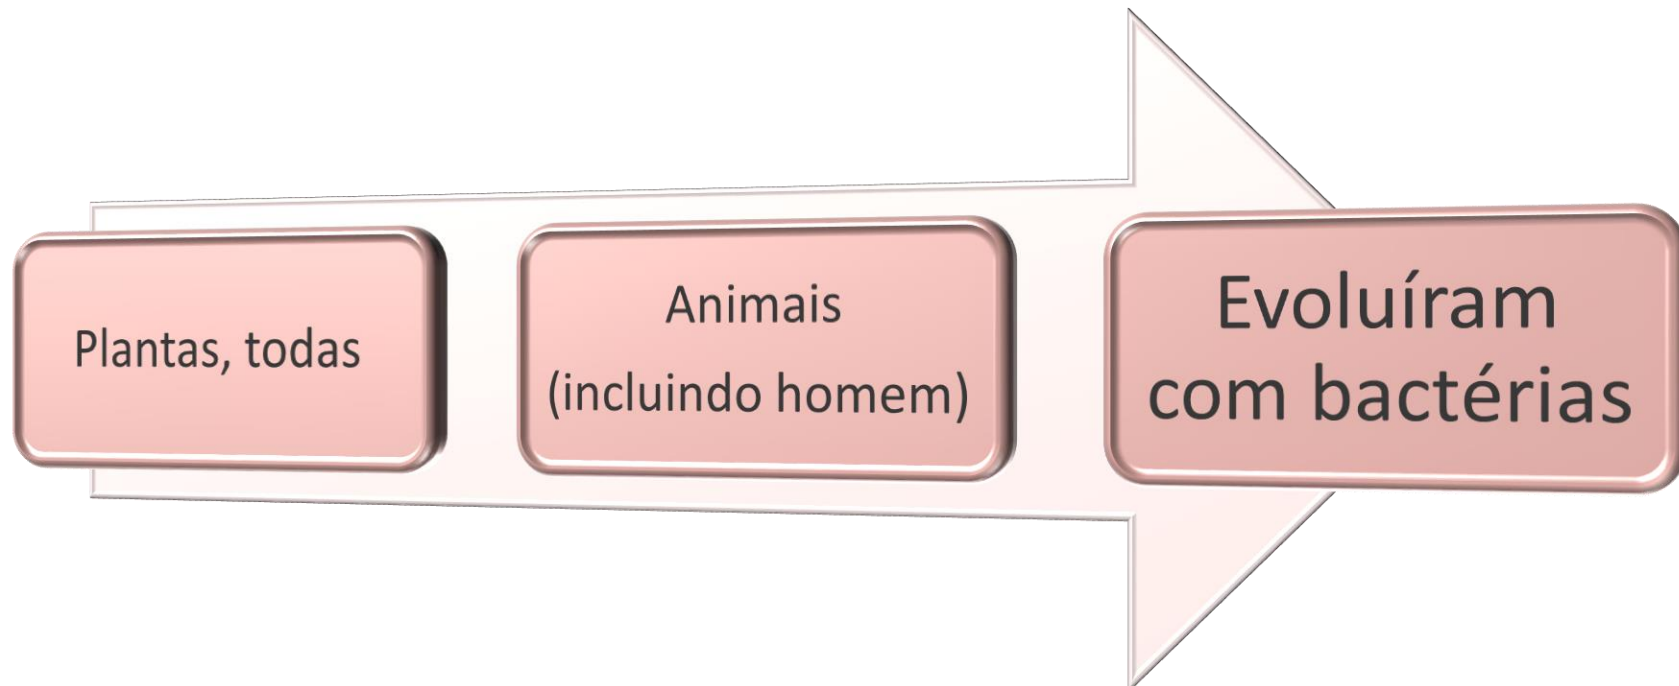 Plantas, todas
Animais
(incluindo homem)
Evoluíram
com bactérias